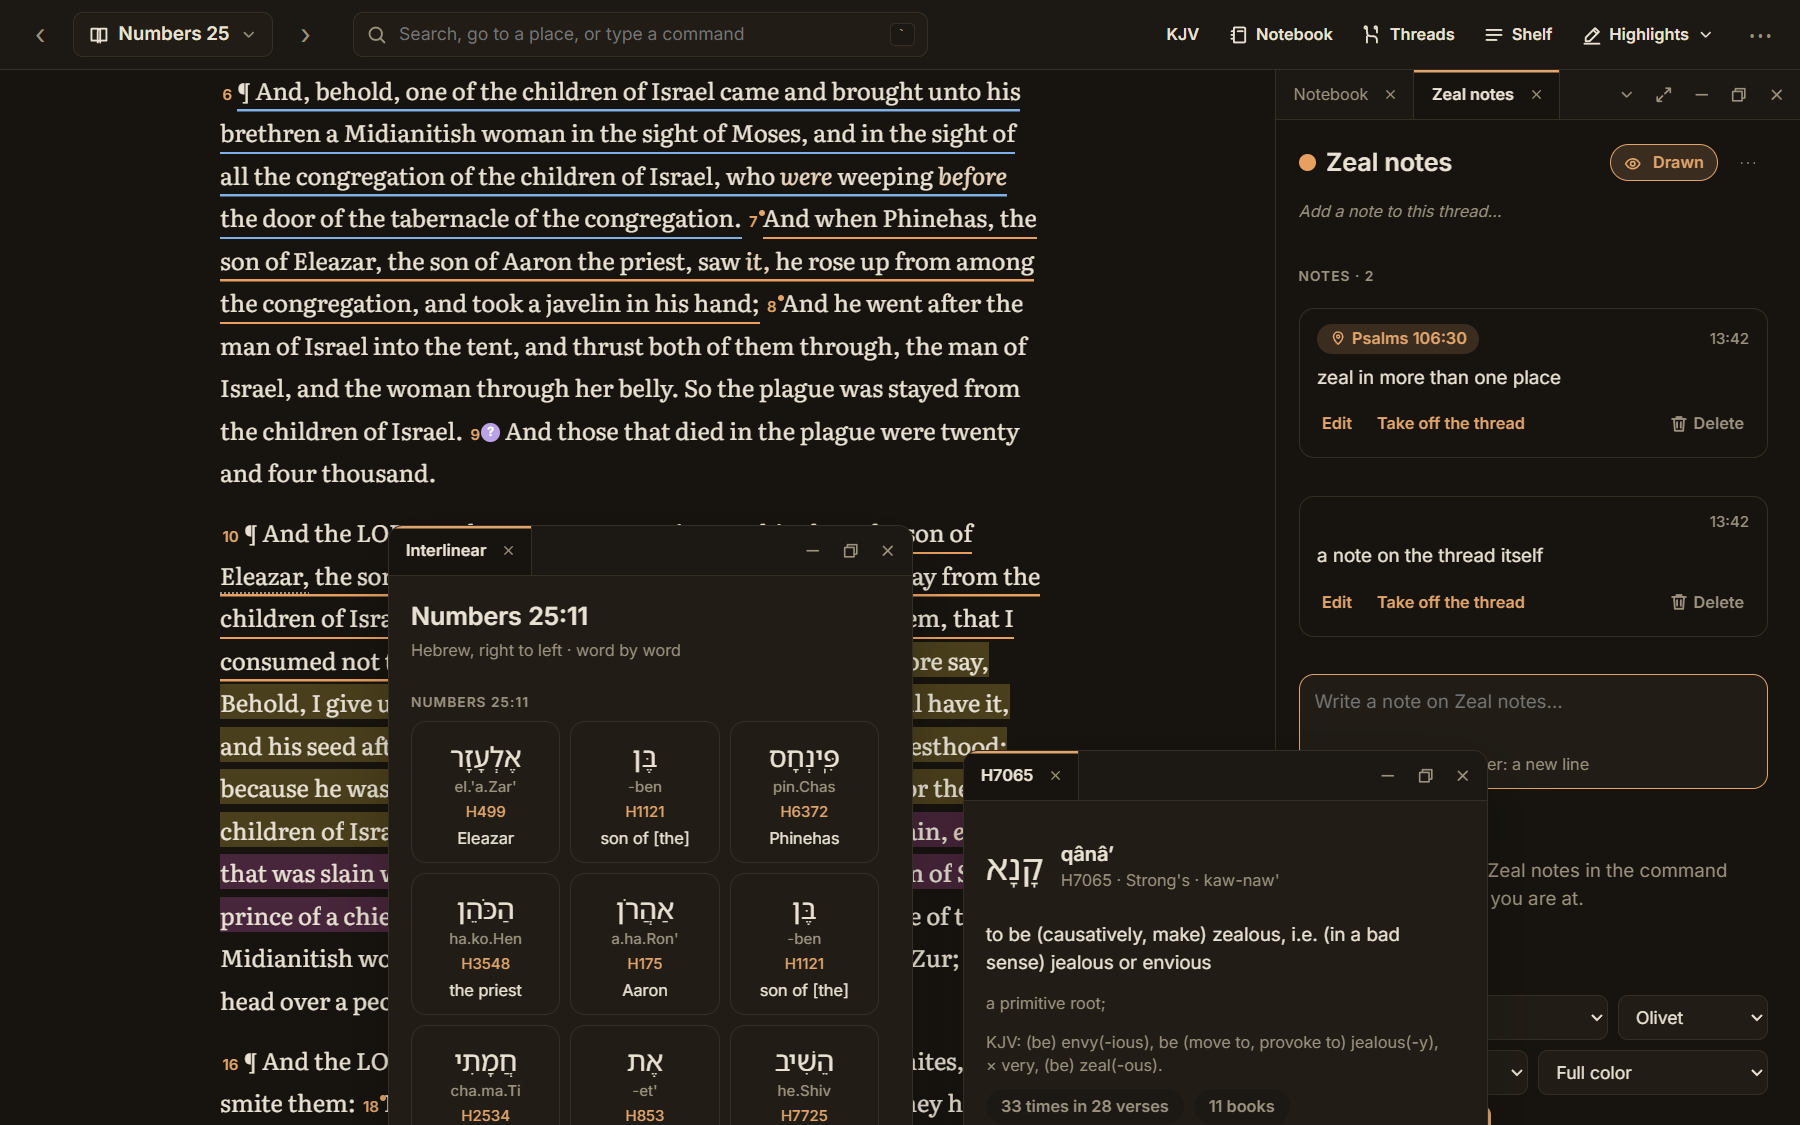 Numbers 25
Search, go to a place, or type a command
`
KJV
Notebook
Threads
Shelf
Highlights
6 ¶ And, behold, one of the children of Israel came and brought unto his
brethren a Midianitish woman in the sight of Moses, and in the sight of
all the congregation of the children of Israel, who were weeping before
the door of the tabernacle of the congregation. 7 And when Phinehas, the
son of Eleazar, the son of Aaron the priest, saw it, he rose up from among
the congregation, and took a javelin in his hand; 8 And he went after the
man of Israel into the tent, and thrust both of them through, the man of
Israel, and the woman through her belly. So the plague was stayed from
the children of Israel. 9 ? And those that died in the plague were twenty
and four thousand.
10 ¶ And the LO
son of
Eleazar, the sor
ay from the
children of Isra
em, that I
consumed not
ore say,
Behold, I give u
l have it,
and his seed aft
esthood;
because he was
or the
children of Isra
ain, e
that was slain
n of S
prince of a chie
e of t
Midianitish wo
Zur;
head over a peo
16 ¶ And the LO
nites,
smite them: 18
ey h
Interlinear
Numbers 25:11
Hebrew, right to left · word by word
NUMBERS 25:11
אֶלְעָזָר
el.'a.Zar'
H499
Eleazar
בֶּן
-ben
H1121
son of [the]
פִּינְחָס
pin.Chas
H6372
Phinehas
הַכֹּהֵן
ha.ko.Hen
H3548
the priest
אַהֲרֹן
a.ha.Ron'
H175
Aaron
בֶּן
-ben
H1121
son of [the]
חֲמָתִי
cha.ma.Ti
H2534
אֶת
-et'
H853
הֵשִׁיב
he.Shiv
H7725
H7065
קָנָא
qânâʼ
H7065 · Strong's · kaw-naw'
to be (causatively, make) zealous, i.e. (in a bad
sense) jealous or envious
a primitive root;
KJV: (be) envy(-ious), be (move to, provoke to) jealous(-y),
× very, (be) zeal(-ous).
33 times in 28 verses
11 books
Notebook
Zeal notes
Zeal notes
Drawn
Add a note to this thread...
NOTES · 2
Psalms 106:30
13:42
zeal in more than one place
Edit
Take off the thread
Delete
13:42
a note on the thread itself
Edit
Take off the thread
Delete
Write a note on Zeal notes...
er: a new line
Zeal notes in the command
you are at.
Olivet
Full color